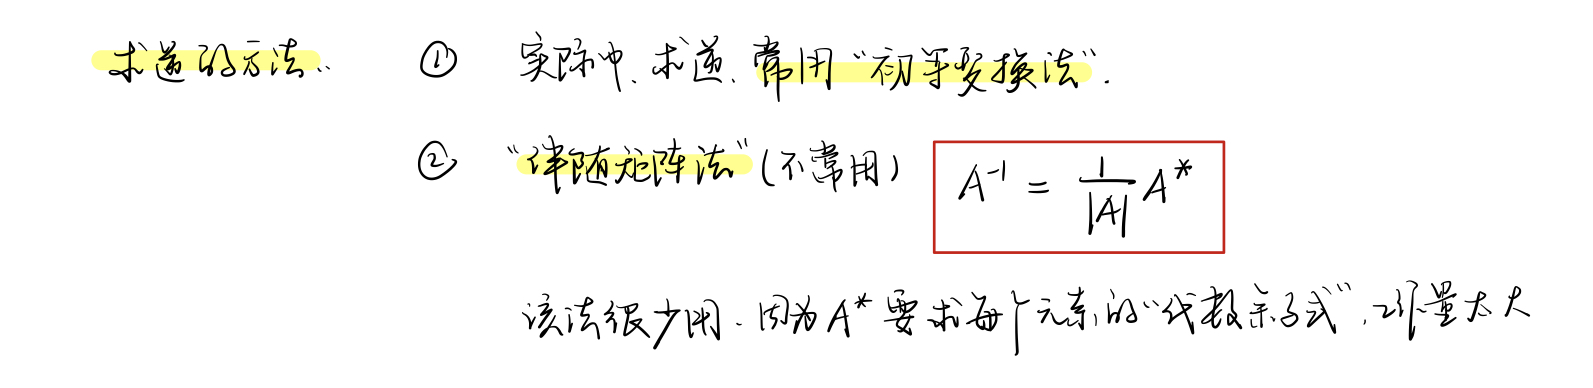 求逆的方法: ① 实际中、求逆、常用“初等变换法”.
② “伴随矩阵法”(不常用) A⁻¹ = 1/|A| A*
该法很少用. 因为A*要求每个元素的“代数余子式”, 工作量太大